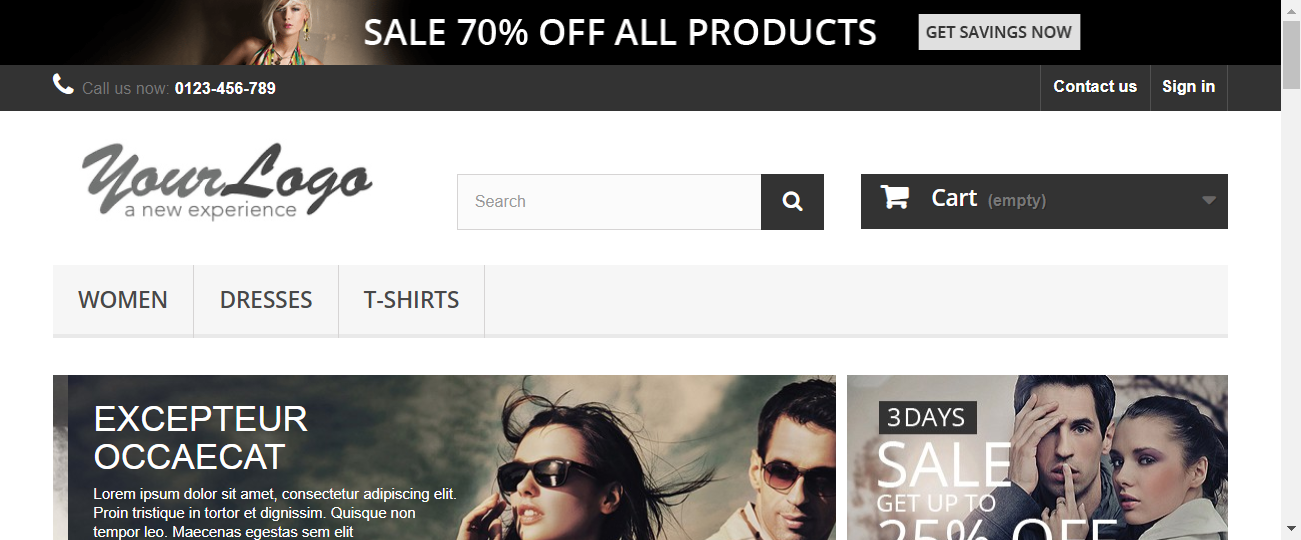 SALE 70% OFF ALL PRODUCTS
GET SAVINGS NOW
Call us now: 0123-456-789
Contact us
Sign in
YourLogo
a new experience
Search
Cart (empty)
WOMEN
DRESSES
T-SHIRTS
EXCEPTEUR
OCCAECAT
Lorem ipsum dolor sit amet, consectetur adipiscing elit.
Proin tristique in tortor et dignissim. Quisque non
tempor leo. Maecenas egestas sem elit
3 DAYS
SALE
GET UP TO
25% OFF